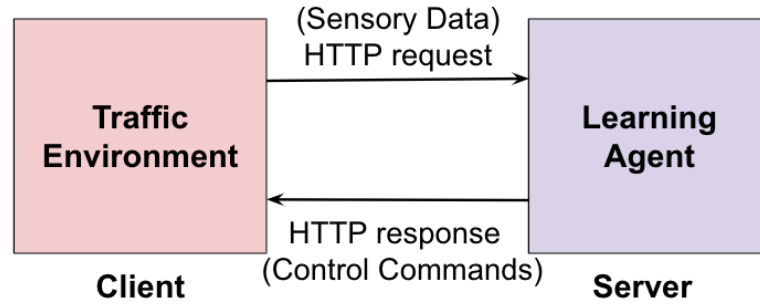 (Sensory Data)
HTTP request
Traffic
Environment
Learning
Agent
HTTP response
(Control Commands)
Client
Server